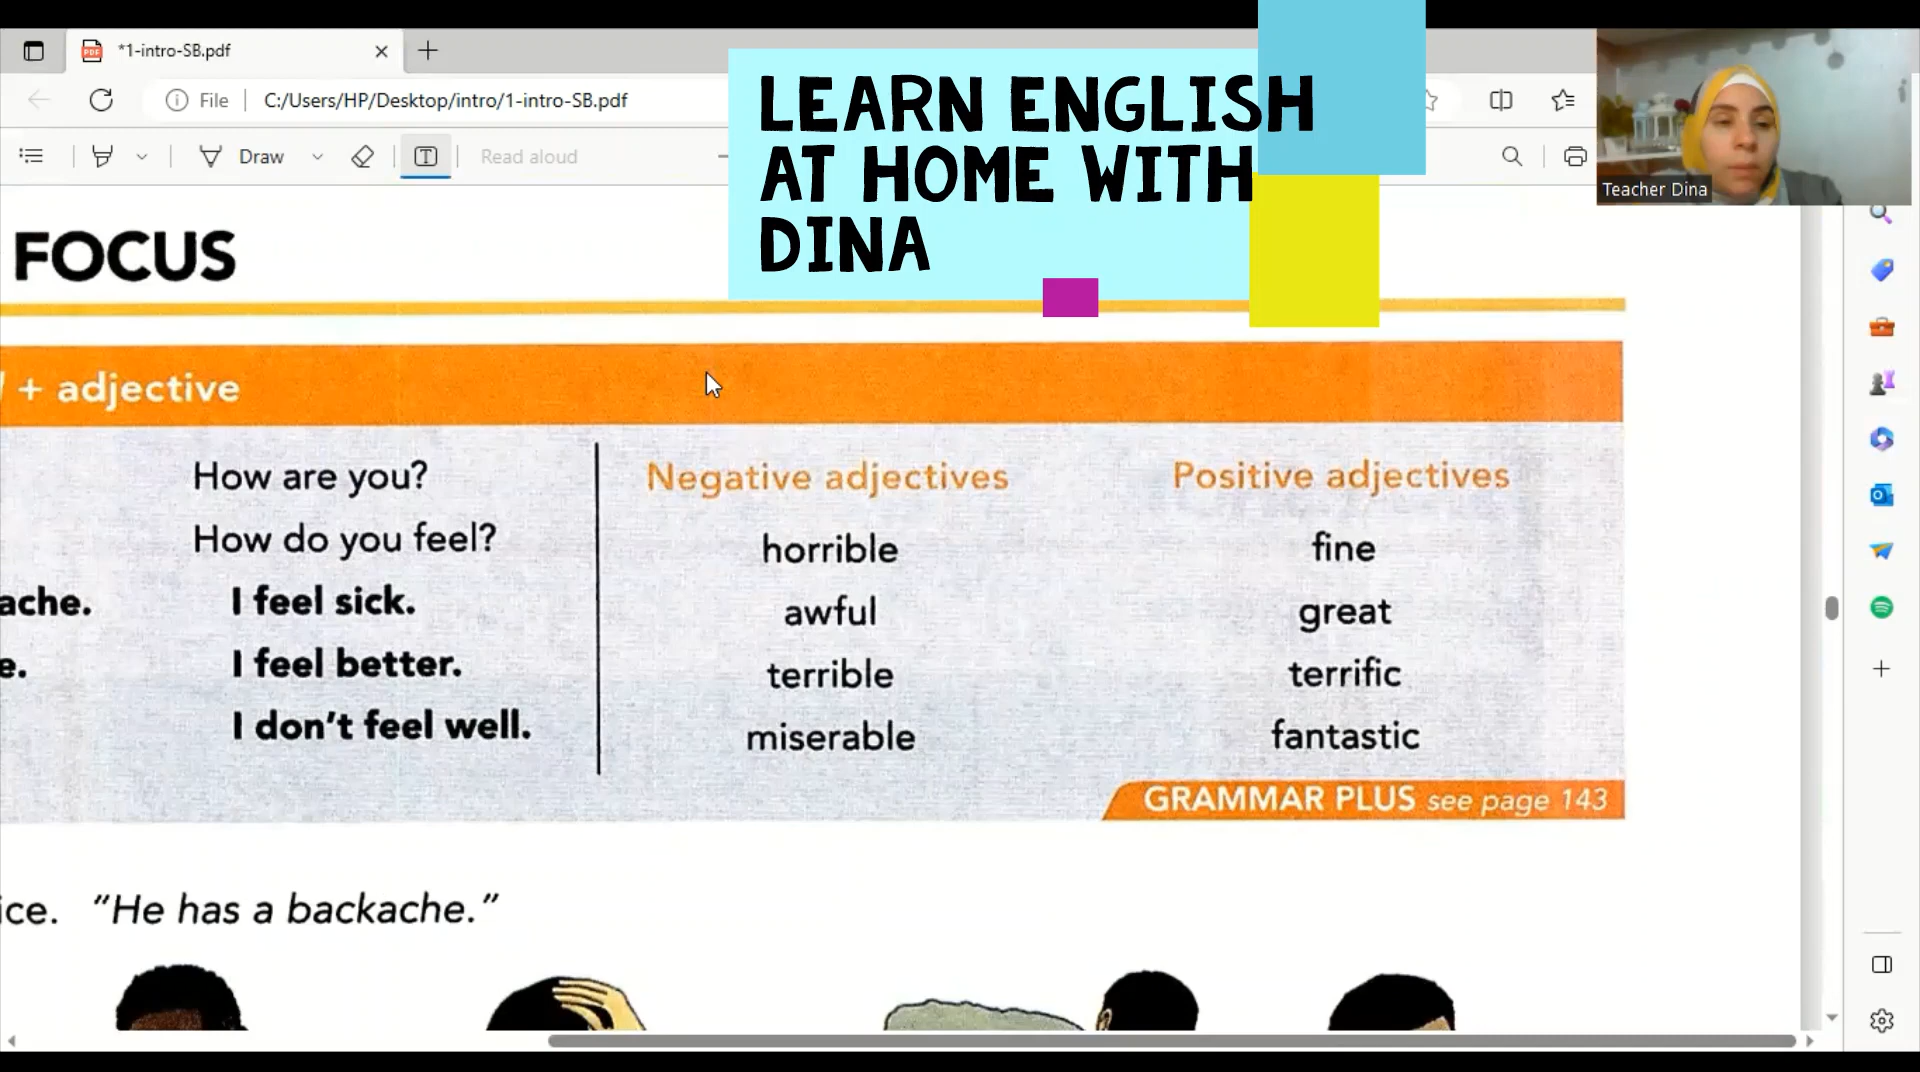 *1-intro-SB.pdf
File
C:/Users/HP/Desktop/intro/1-intro-SB.pdf
Draw
Read aloud
LEARN ENGLISH
AT HOME WITH
DINA
Teacher Dina
FOCUS
+ adjective
How are you?
How do you feel?
ache.
I feel sick.
e.
I feel better.
I don't feel well.
Negative adjectives
horrible
awful
terrible
miserable
Positive adjectives
fine
great
terrific
fantastic
GRAMMAR PLUS see page 143
ice. "He has a backache."